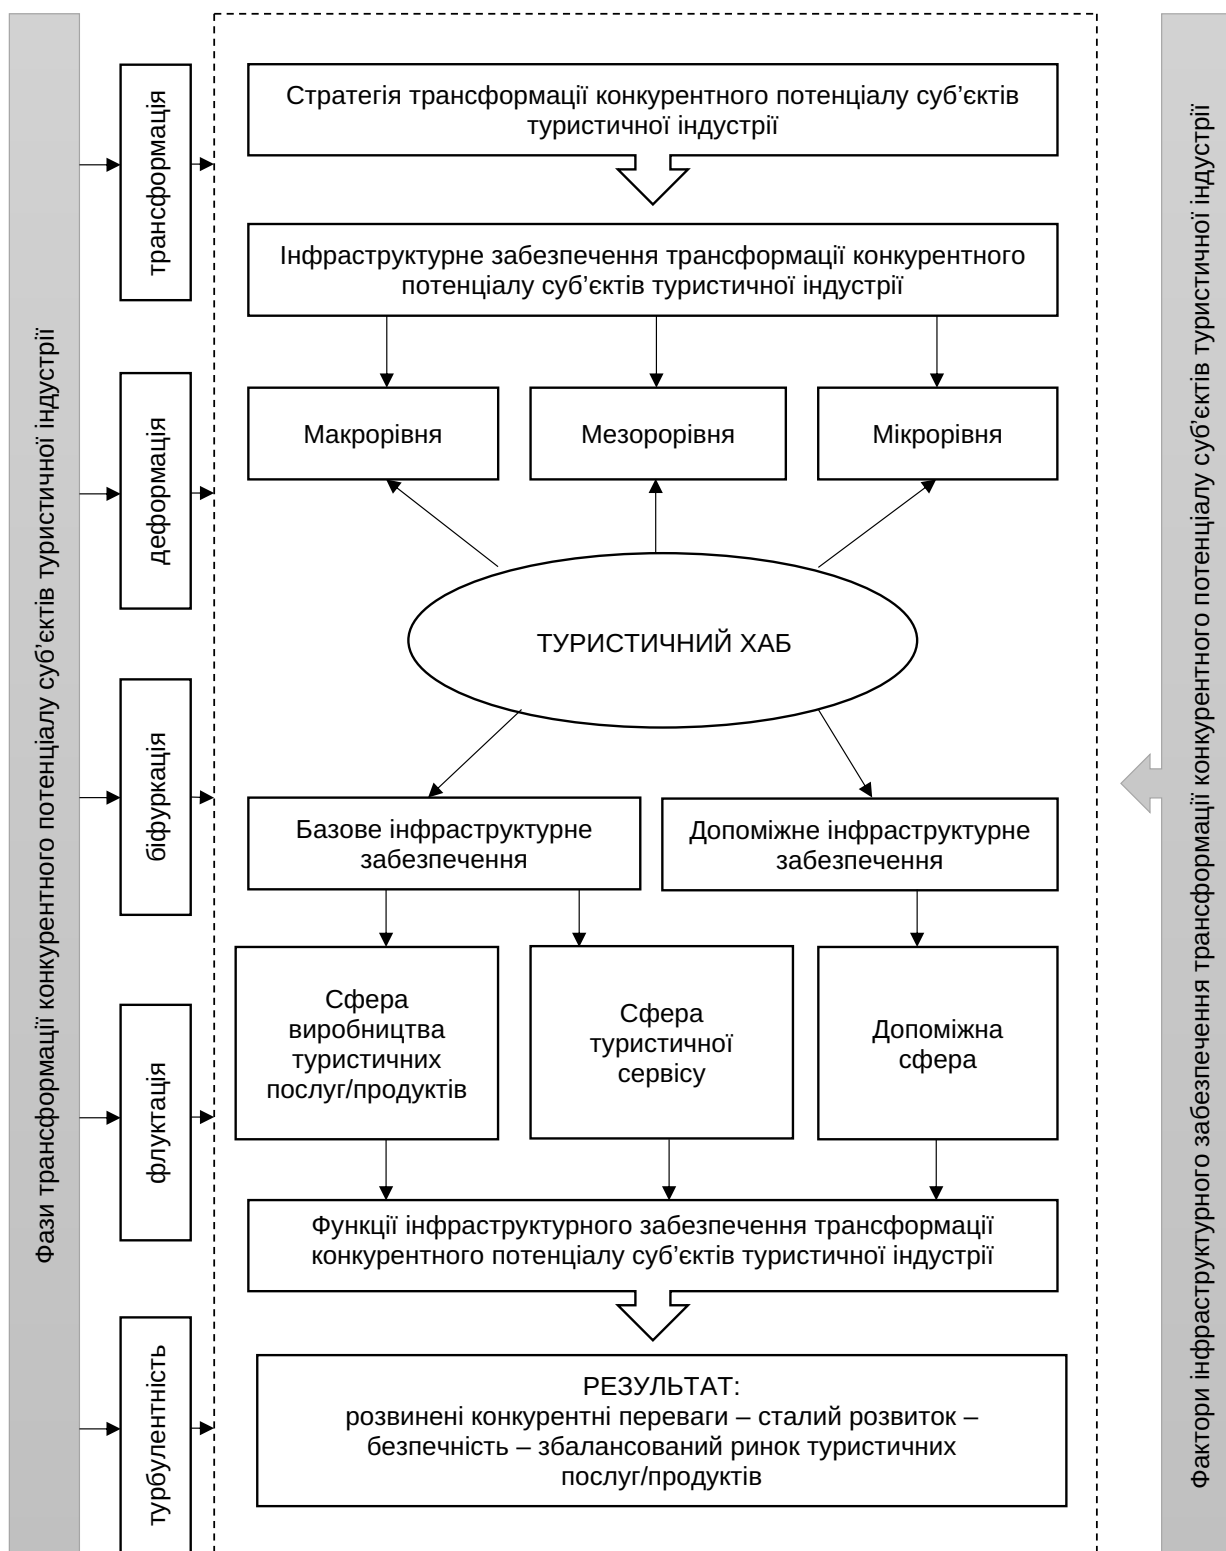 Фази трансформації конкурентного потенціалу суб’єктів туристичної індустрії
трансформація
деформація
біфуркація
флуктація
турбулентність
Стратегія трансформації конкурентного потенціалу суб’єктів
туристичної індустрії
Інфраструктурне забезпечення трансформації конкурентного
потенціалу суб’єктів туристичної індустрії
Макрорівня
Мезорорівня
Мікрорівня
ТУРИСТИЧНИЙ ХАБ
Базове інфраструктурне
забезпечення
Допоміжне інфраструктурне
забезпечення
Сфера
виробництва
туристичних
послуг/продуктів
Сфера
туристичної
сервісу
Допоміжна
сфера
Функції інфраструктурного забезпечення трансформації
конкурентного потенціалу суб’єктів туристичної індустрії
РЕЗУЛЬТАТ:
розвинені конкурентні переваги – сталий розвиток –
безпечність – збалансований ринок туристичних
послуг/продуктів
Фактори інфраструктурного забезпечення трансформації конкурентного потенціалу суб’єктів туристичної індустрії